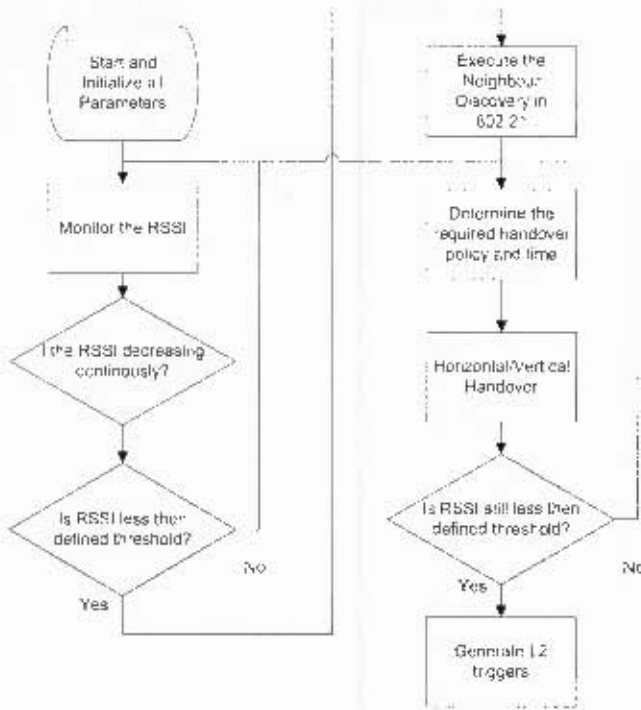 Start and
Initialize all
Parameters
Monitor the RSSI
the RSSI decreasing
continously?
Is RSSI less then
defined threshold?
No
Yes
Execute the
Neighbour
Discovery in
Determine the
required handover
policy and time
Horizontal/Vertical
Handover
Is RSSI still less then
defined threshold?
No
Yes
Generate L2
triggers